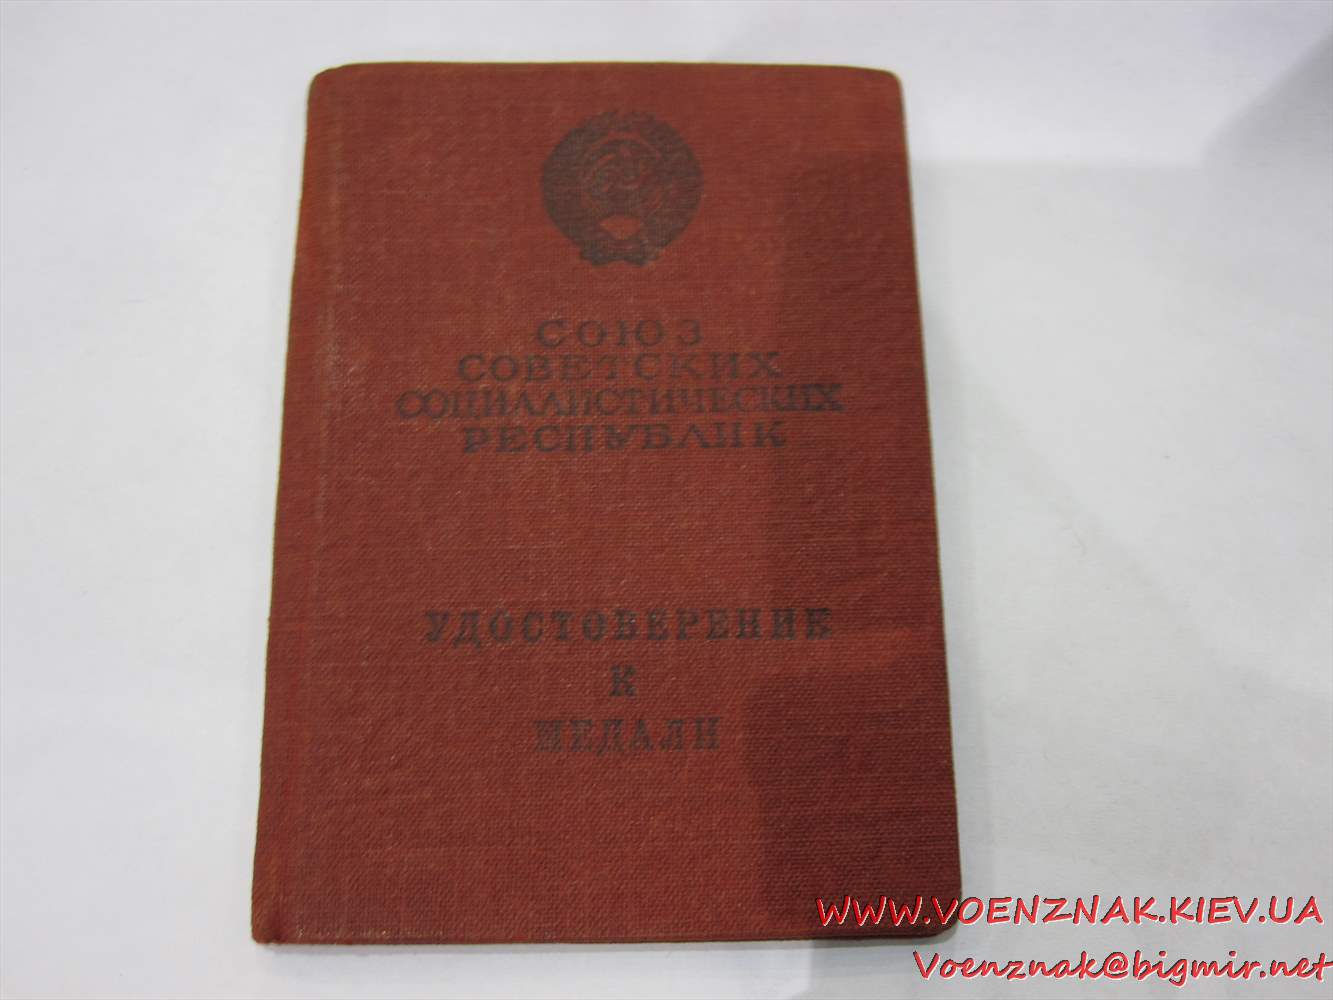 СОЮЗ
СОВЕТСКИХ
СОЦИАЛИСТИЧЕСКИХ
РЕСПУБЛИК
УДОСТОВЕРЕНИЕ
К
МЕДАЛИ
WWW.VOENZNAK.KIEV.UA
Voenznak@bigmir.net